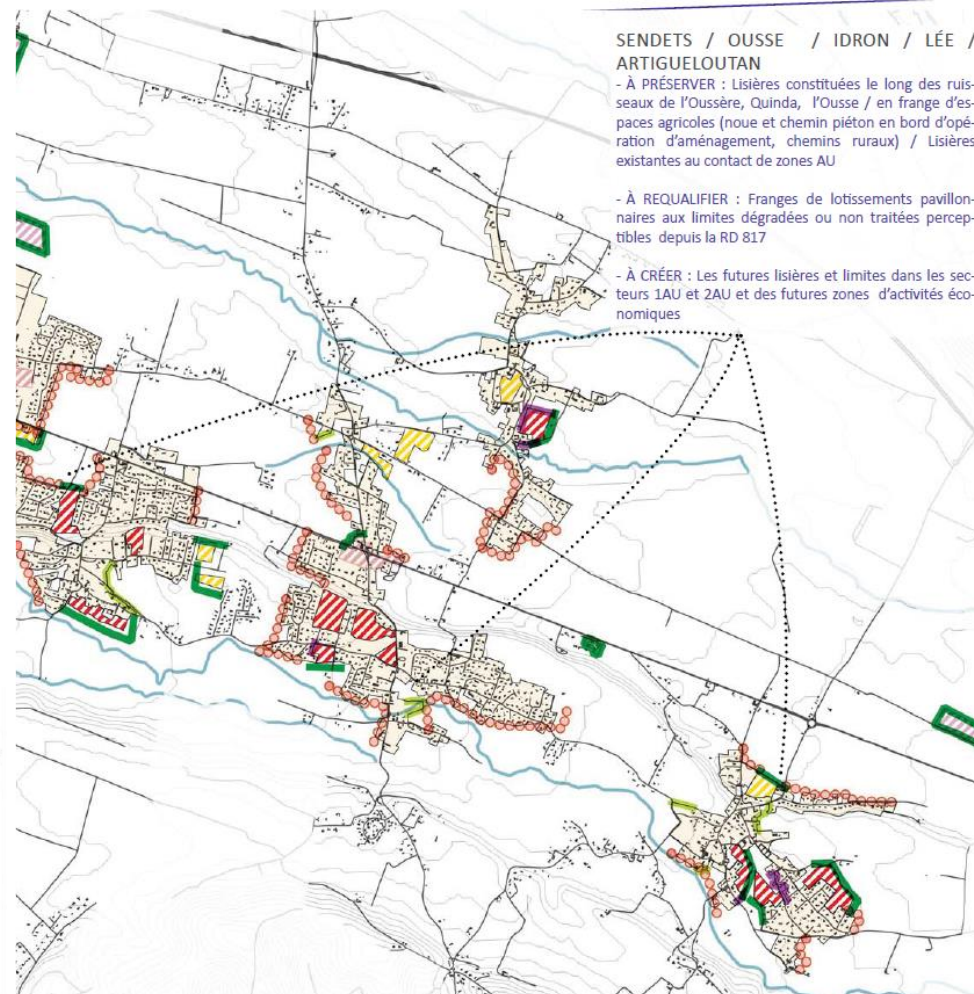 SENDETS / OUSSE / IDRON / LÉE /
ARTIGUELOUTAN
- À PRÉSERVER : Lisières constituées le long des ruis-
seaux de l'Oussère, Quinda, l'Ousse / en frange d'es-
paces agricoles (noue et chemin piéton en bord d'opé-
ration d'aménagement, chemins ruraux) / Lisières
existantes au contact de zones AU
- À REQUALIFIER : Franges de lotissements pavillon-
naires aux limites dégradées ou non traitées percep-
tibles depuis la RD 817
- À CRÉER : Les futures lisières et limites dans les sec-
teurs 1AU et 2AU et des futures zones d'activités éco-
nomiques